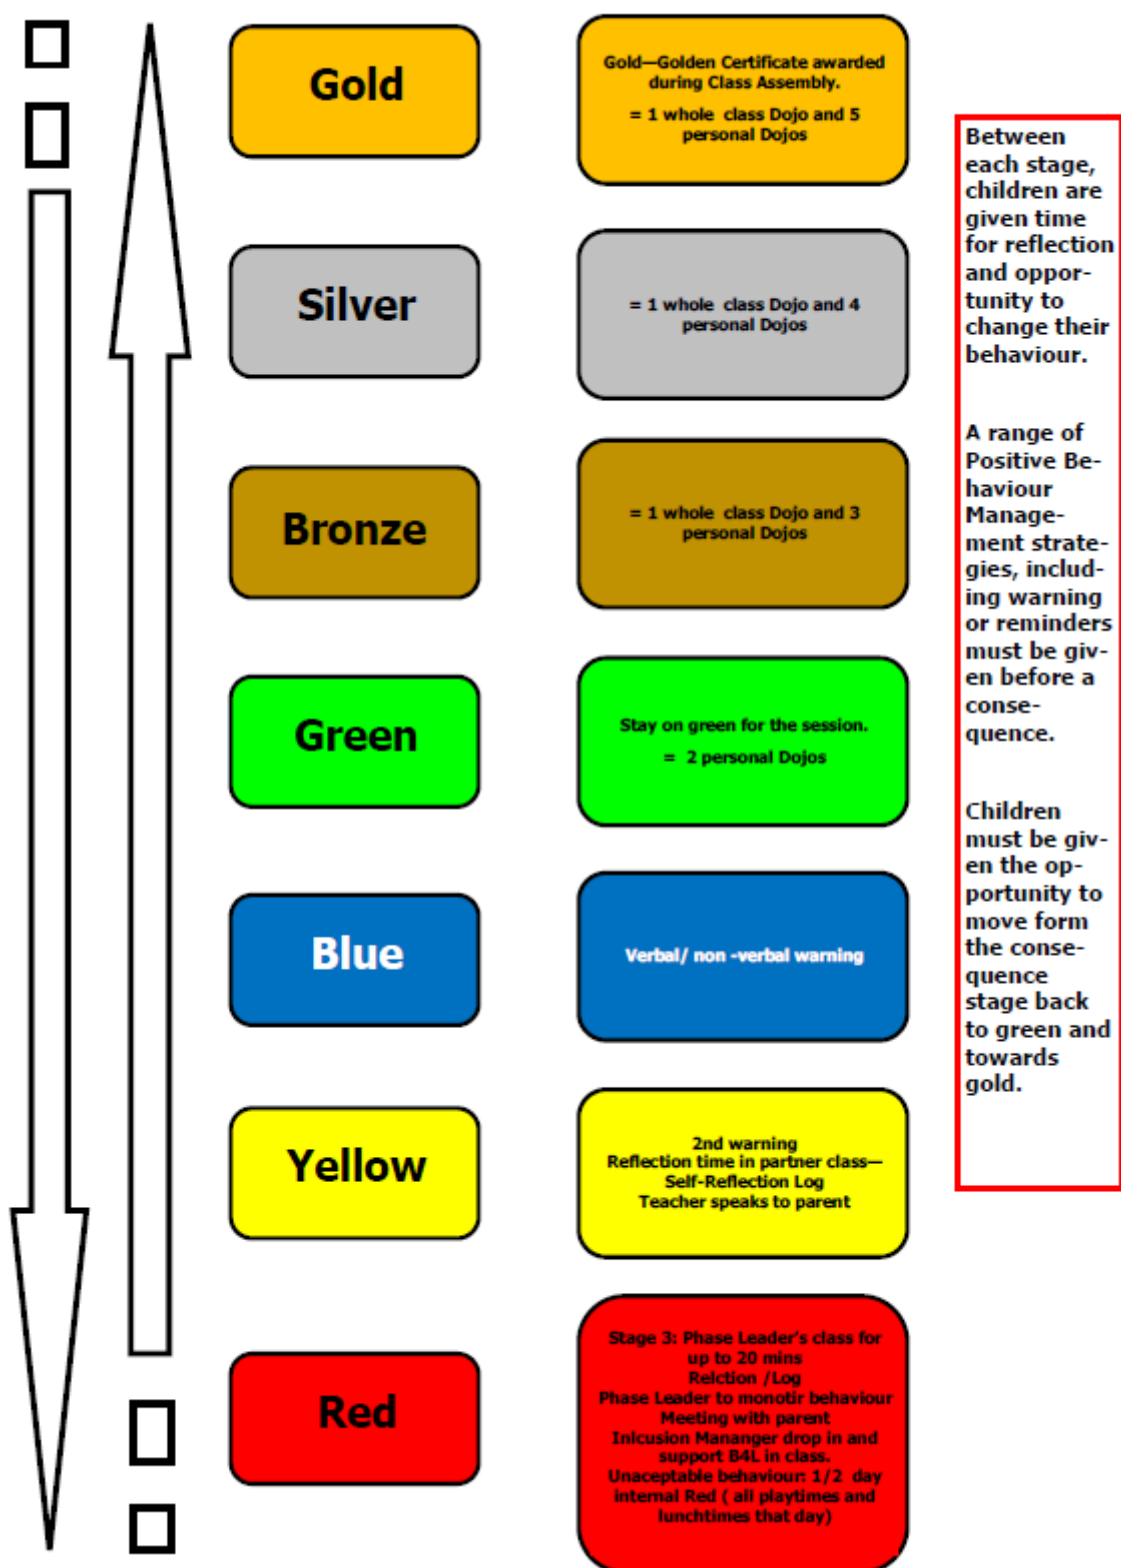 Gold
Gold—Golden Certificate awarded
during Class Assembly.
= 1 whole class Dojo and 5
personal Dojos
Silver
= 1 whole class Dojo and 4
personal Dojos
Bronze
= 1 whole class Dojo and 3
personal Dojos
Green
Stay on green for the session.
= 2 personal Dojos
Blue
Verbal/ non -verbal warning
Yellow
2nd warning
Reflection time in partner class—
Self-Reflection Log
Teacher speaks to parent
Red
Stage 3: Phase Leader's class for
up to 20 mins
Relction /Log
Phase Leader to monotir behaviour
Meeting with parent
Inlcusion Mananger drop in and
support B4L in class.
Unaceptable behaviour: 1/2 day
internal Red ( all playtimes and
lunchtimes that day)
Between
each stage,
children are
given time
for reflection
and oppor-
tunity to
change their
behaviour.
A range of
Positive Be-
haviour
Manage-
ment strate-
gies, includ-
ing warning
or reminders
must be giv-
en before a
conse-
quence.
Children
must be giv-
en the op-
portunity to
move form
the conse-
quence
stage back
to green and
towards
gold.